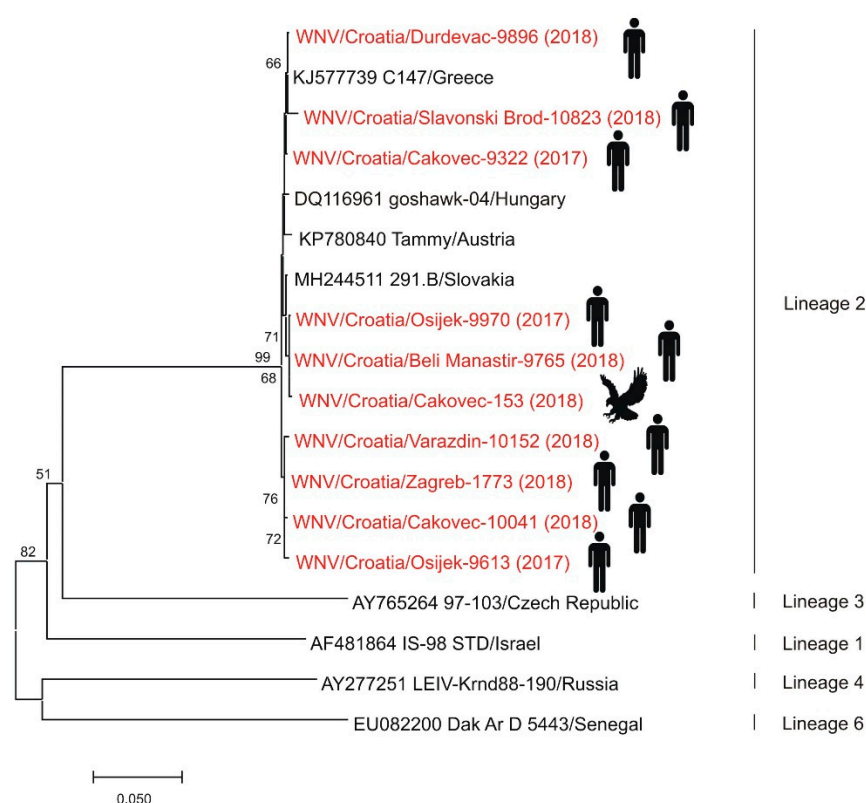 WNV/Croatia/Durdevac-9896 (2018)
66
KJ577739 C147/Greece
WNV/Croatia/Slavonski Brod-10823 (2018)
WNV/Croatia/Cakovec-9322 (2017)
DQ116961 goshawk-04/Hungary
KP780840 Tammy/Austria
MH244511 291.B/Slovakia
Lineage 2
WNV/Croatia/Osijek-9970 (2017)
71
99
WNV/Croatia/Beli Manastir-9765 (2018)
68
WNV/Croatia/Cakovec-153 (2018)
WNV/Croatia/Varazdin-10152 (2018)
51
WNV/Croatia/Zagreb-1773 (2018)
76
WNV/Croatia/Cakovec-10041 (2018)
72
82
WNV/Croatia/Osijek-9613 (2017)
AY765264 97-103/Czech Republic
Lineage 3
AF481864 IS-98 STD/Israel
Lineage 1
AY277251 LEIV-Krnd88-190/Russia
Lineage 4
EU082200 Dak Ar D 5443/Senegal
Lineage 6
0.050